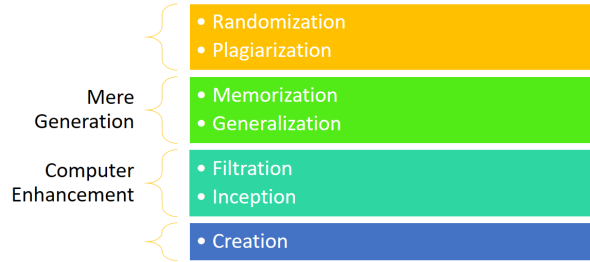 • Randomization
• Plagiarization
Mere
Generation
• Memorization
• Generalization
Computer
Enhancement
• Filtration
• Inception
• Creation